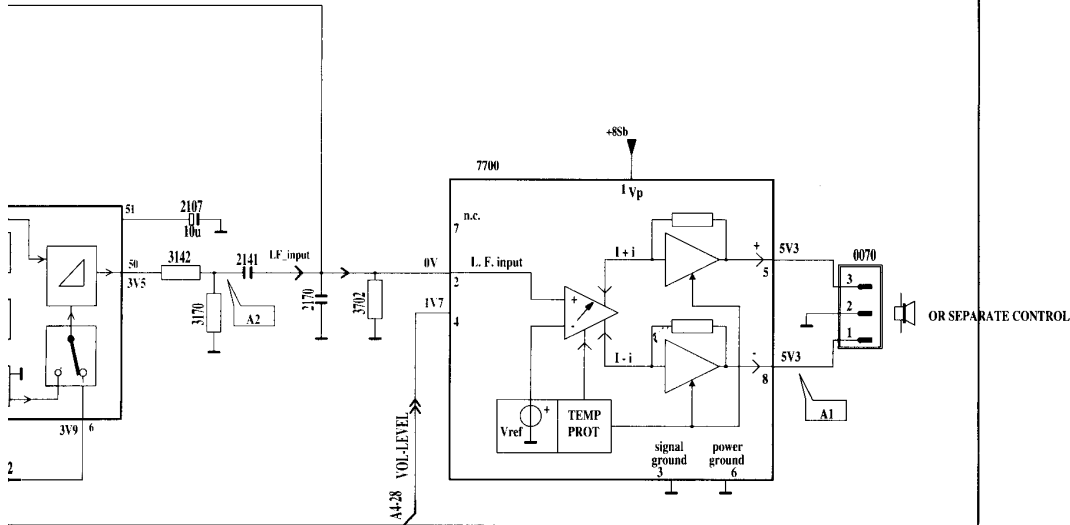 +8Sb
7700
1 Vp
51
2107
10u
n.c.
7
50
3V5
3142
2141
LF_input
0V
2
L. F. input
I + i
+
5V3
5
0070
3
2
1
OR SEPARATE CONTROL
3170
A2
2170
3702
1V7
4
+
-
I - i
-
5V3
8
A1
3V9
6
2
VOL-LEVEL
A4-28
Vref
+
TEMP
PROT
signal
ground
3
power
ground
6